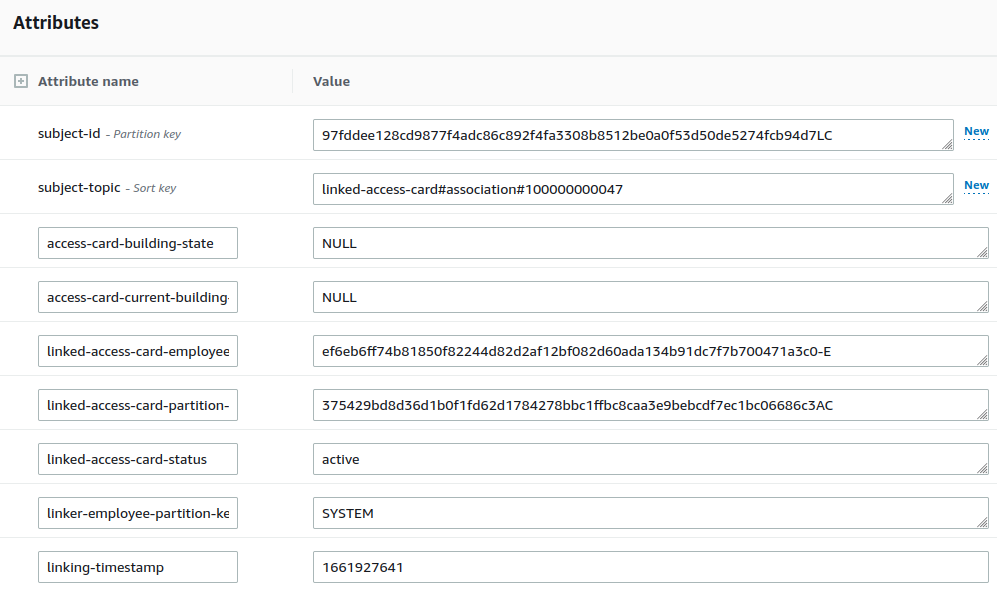 Attributes
Attribute name
Value
subject-id - Partition key
97fddee128cd9877f4adc86c892f4fa3308b8512be0a0f53d50de5274fcb94d7LC
New
subject-topic - Sort key
linked-access-card#association#100000000047
New
access-card-building-state
NULL
access-card-current-building-
NULL
linked-access-card-employee
ef6eb6ff74b81850f82244d82d2af12bf082d60ada134b91dc7f7b700471a3c0-E
linked-access-card-partition-
375429bd8d36d1b0f1fd62d1784278bbc1ffbc8caa3e9bebcdf7ec1bc06686c3AC
linked-access-card-status
active
linker-employee-partition-ke
SYSTEM
linking-timestamp
1661927641